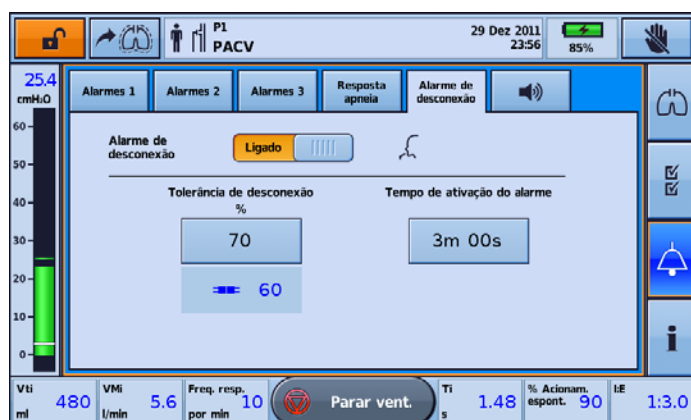 P1
PACV
29 Dez 2011
23:56
85%
25.4
cmH₂O
Alarmes 1
Alarmes 2
Alarmes 3
Resposta
apneia
Alarme de
desconexão
60
50
40
30
20
10
0
Alarme de
desconexão
Ligado
Tolerância de desconexão
%
70
60
Tempo de ativação do alarme
3m 00s
Vti
480
ml
VMi
5.6
l/min
Freq. resp.
10
por min
Parar vent.
Ti
1.48
s
% Acionam.
espont.
90
I:E
1:3.0